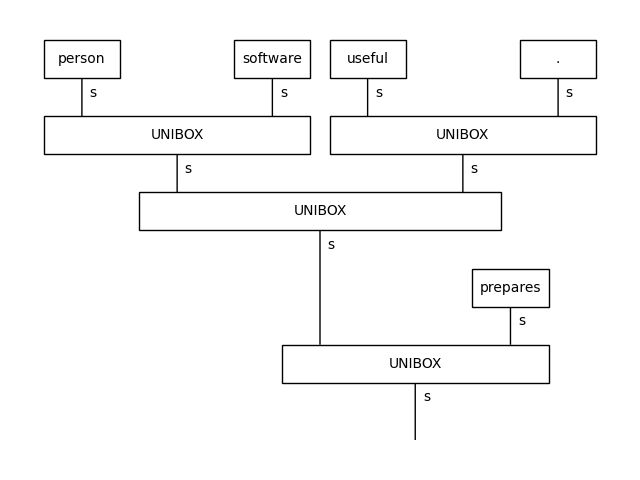 person software useful .
s s s s
UNIBOX UNIBOX
s s
UNIBOX
s
prepares
s
UNIBOX
s